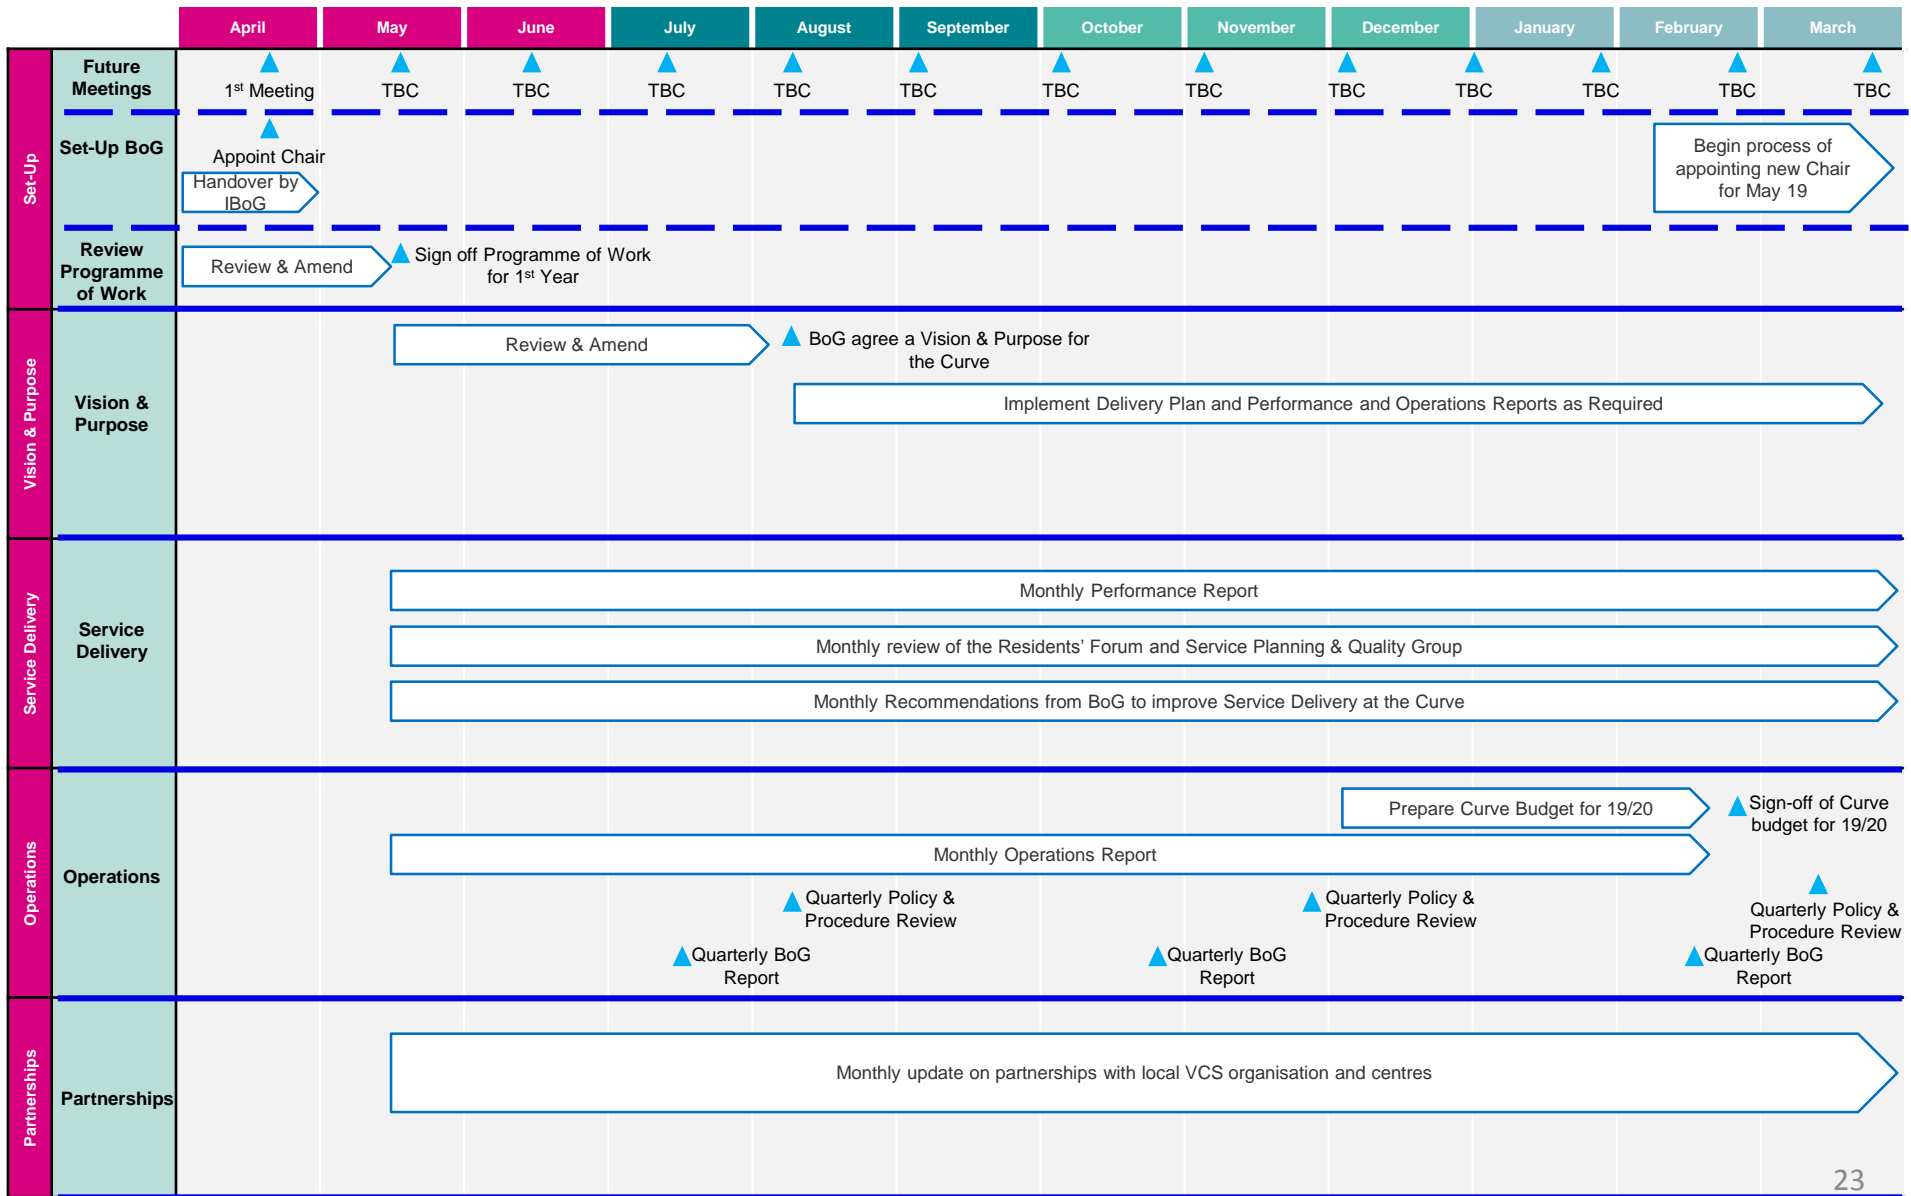 April May June July August September October November December January February March
Set-Up
Future
Meetings
1st Meeting TBC TBC TBC TBC TBC TBC TBC TBC TBC TBC TBC TBC
Set-Up BoG
Appoint Chair
Handover by
IBoG
Begin process of
appointing new Chair
for May 19
Review
Programme
of Work
Review & Amend
Sign off Programme of Work
for 1st Year
Vision & Purpose
Vision &
Purpose
Review & Amend
BoG agree a Vision & Purpose for
the Curve
Implement Delivery Plan and Performance and Operations Reports as Required
Service Delivery
Service
Delivery
Monthly Performance Report
Monthly review of the Residents’ Forum and Service Planning & Quality Group
Monthly Recommendations from BoG to improve Service Delivery at the Curve
Operations
Operations
Prepare Curve Budget for 19/20
Sign-off of Curve
budget for 19/20
Monthly Operations Report
Quarterly Policy &
Procedure Review
Quarterly Policy &
Procedure Review
Quarterly Policy &
Procedure Review
Quarterly BoG
Report
Quarterly BoG
Report
Quarterly BoG
Report
Partnerships
Partnerships
Monthly update on partnerships with local VCS organisation and centres
23